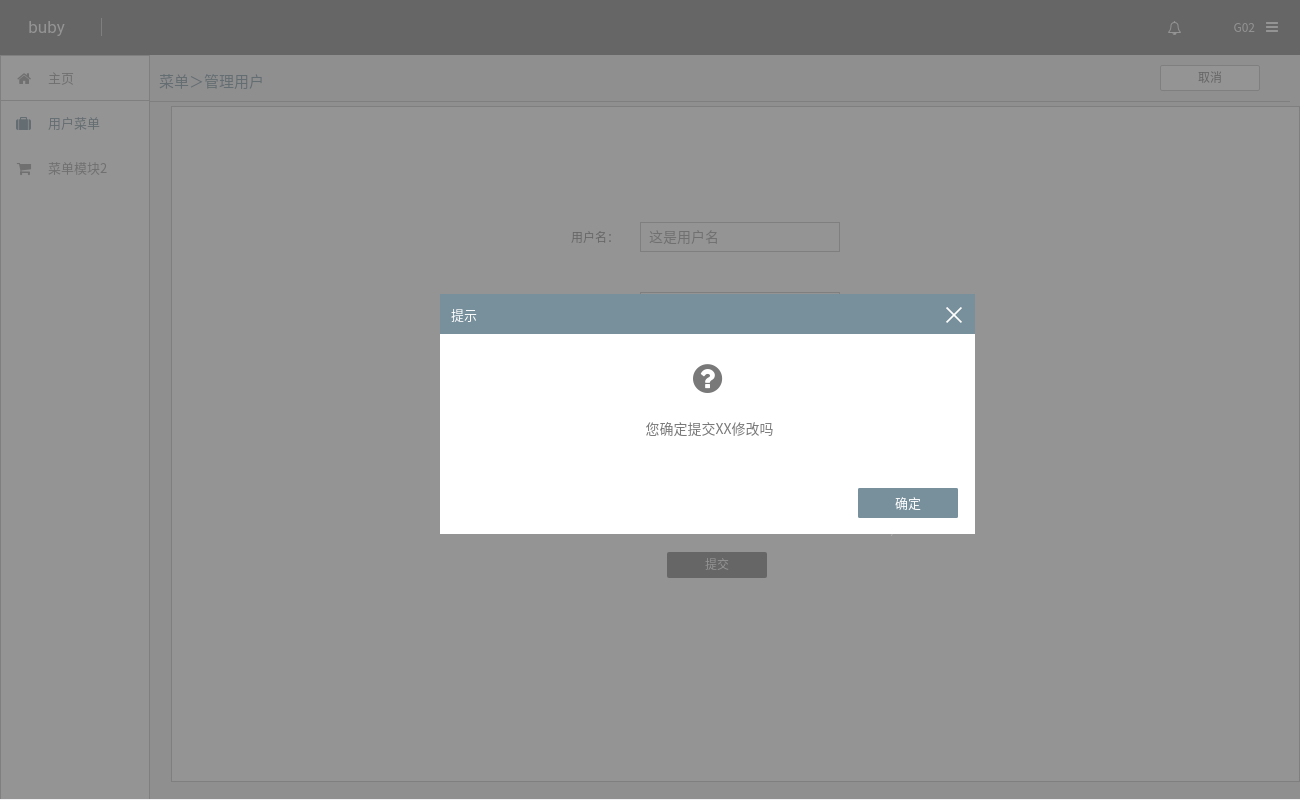 buby
G02
主页
菜单＞管理用户
取消
用户菜单
菜单模块2
用户名：
这是用户名
提示
您确定提交XX修改吗
确定
提交